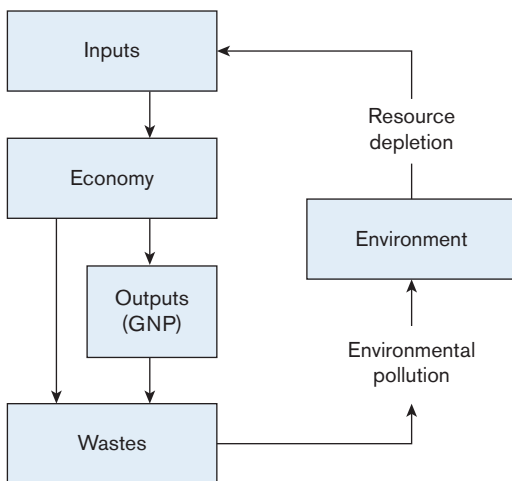 Inputs
Resource
depletion
Economy
Environment
Outputs
(GNP)
Environmental
pollution
Wastes